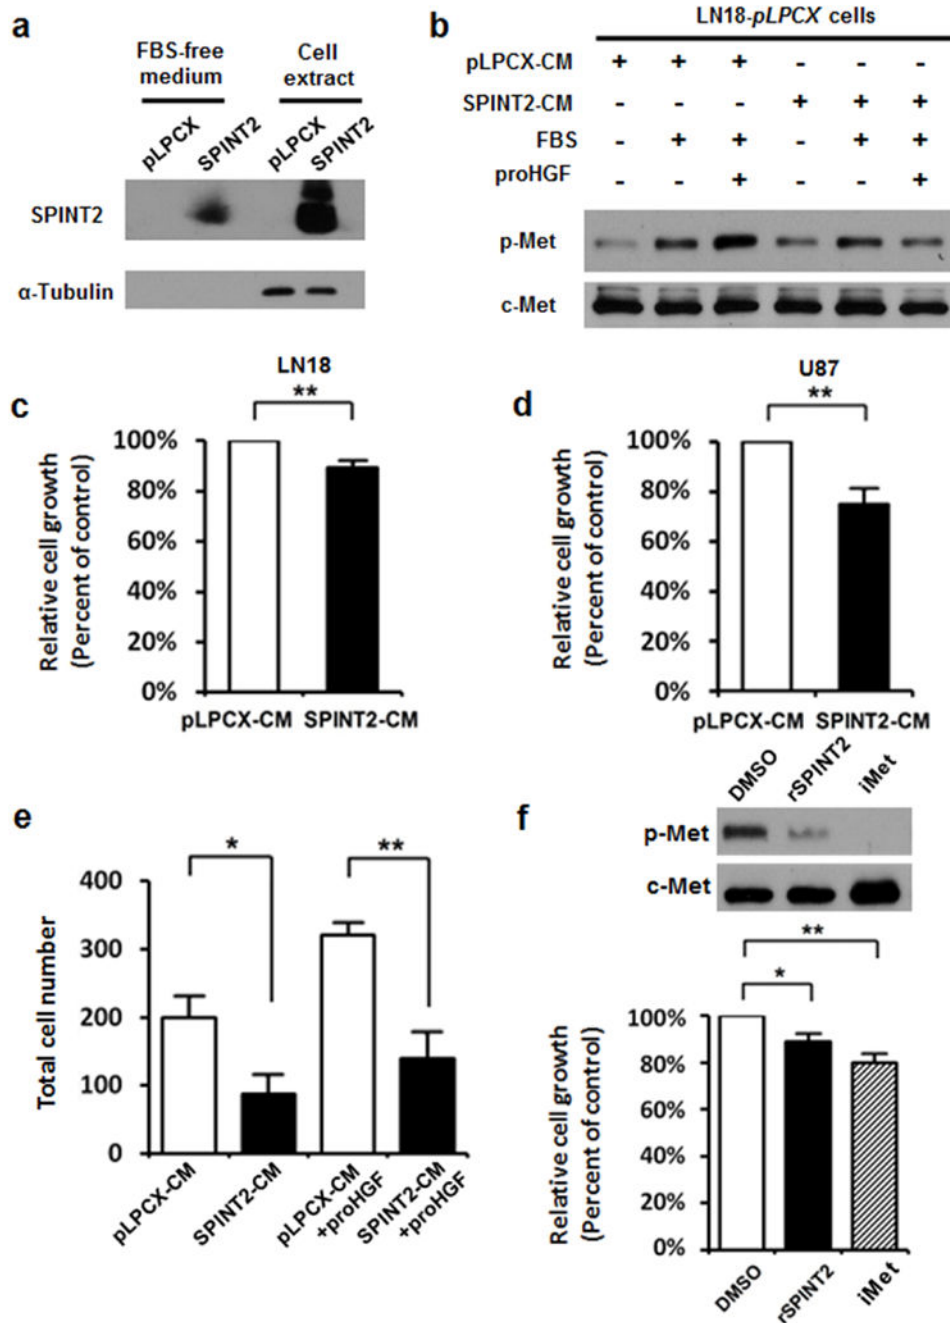 a
FBS-free medium
Cell extract
pLPCX
SPINT2
pLPCX
SPINT2
SPINT2
α-Tubulin
b
LN18-pLPCX cells
pLPCX-CM + + + - - -
SPINT2-CM - - - + + +
FBS - + + - + +
proHGF - - + - - +
p-Met
c-Met
c
LN18
**
Relative cell growth
(Percent of control)
100%
80%
60%
40%
20%
0%
pLPCX-CM SPINT2-CM
d
U87
**
Relative cell growth
(Percent of control)
100%
80%
60%
40%
20%
0%
pLPCX-CM SPINT2-CM
e
*
**
Total cell number
400
300
200
100
0
pLPCX-CM
SPINT2-CM
pLPCX-CM
+proHGF
SPINT2-CM
+proHGF
f
DMSO
rSPINT2
iMet
p-Met
c-Met
**
*
Relative cell growth
(Percent of control)
100%
80%
60%
40%
20%
0%
DMSO
rSPINT2
iMet